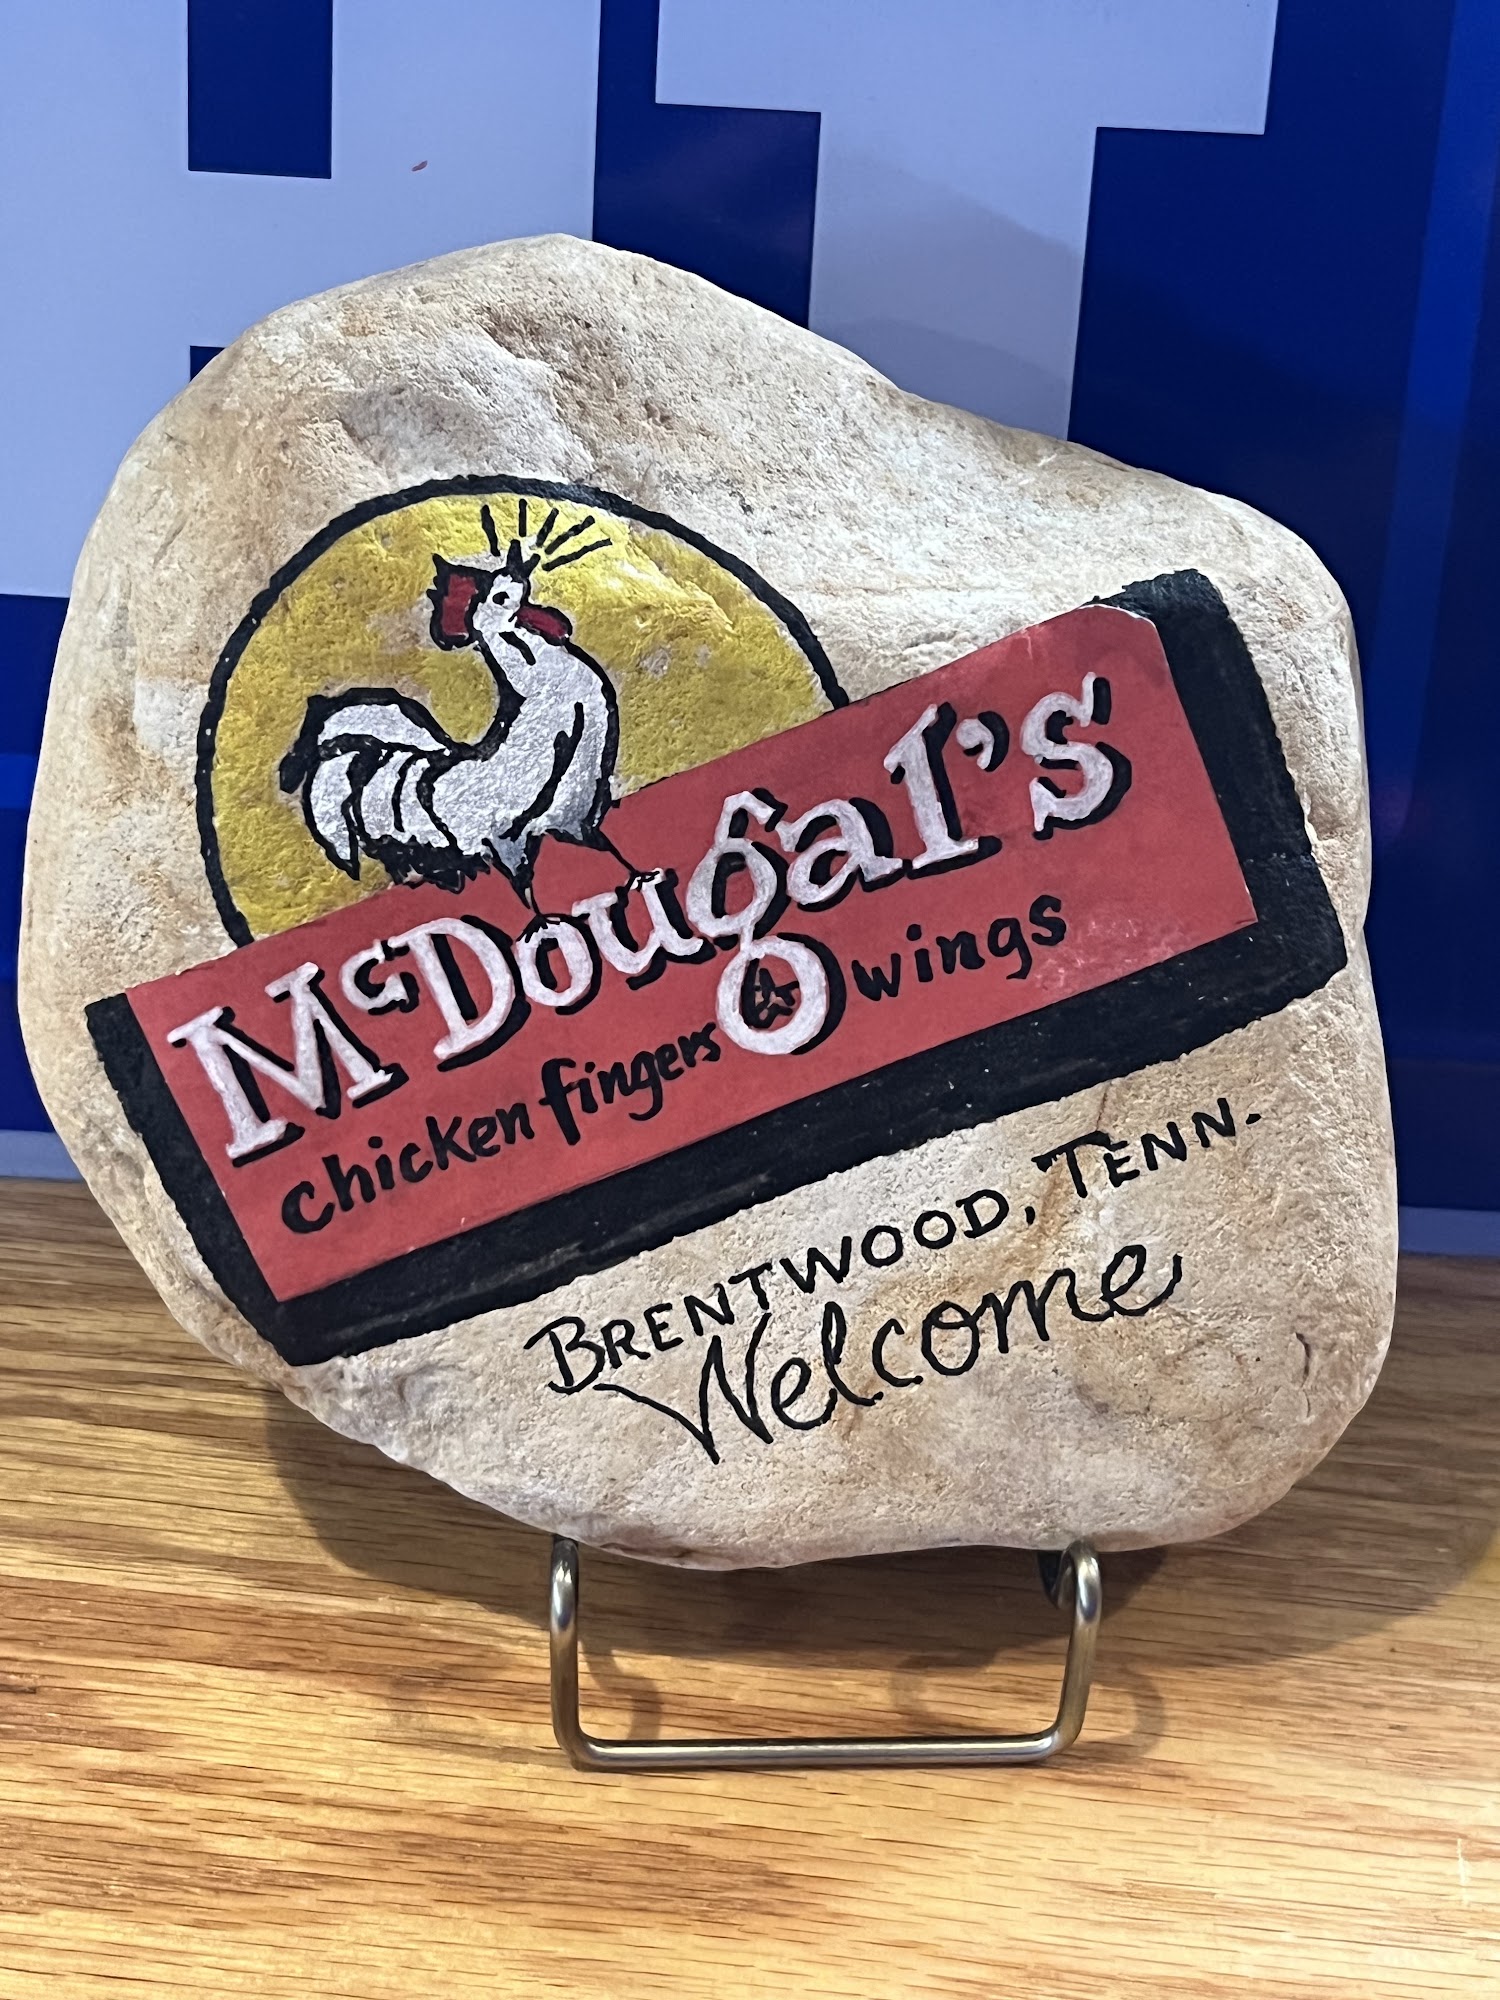 McDougal's
chicken fingers & wings
BRENTWOOD, TENN.
Welcome